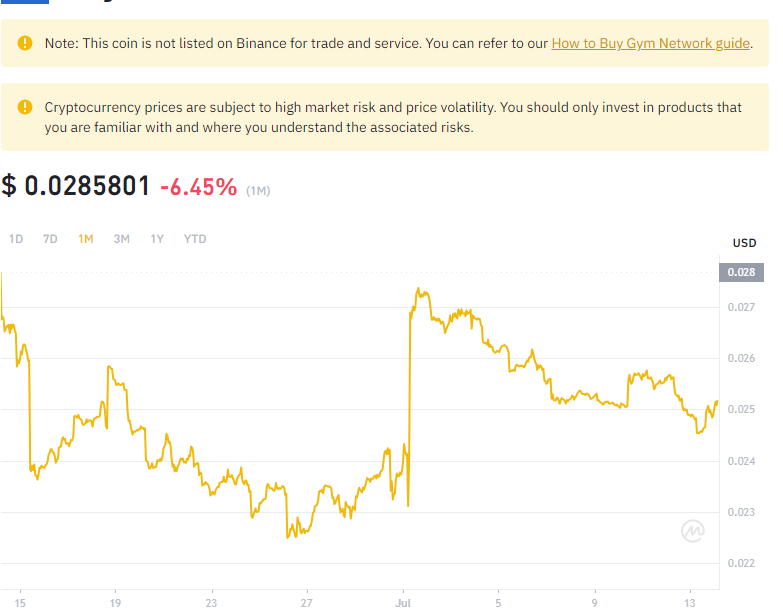 Note: This coin is not listed on Binance for trade and service. You can refer to our How to Buy Gym Network guide.
Cryptocurrency prices are subject to high market risk and price volatility. You should only invest in products that
you are familiar with and where you understand the associated risks.
$ 0.0285801 -6.45% (1M)
1D 7D 1M 3M 1Y YTD
USD
0.028
0.027
0.026
0.025
0.024
0.023
0.022
15 19 23 27 Jul 5 9 13